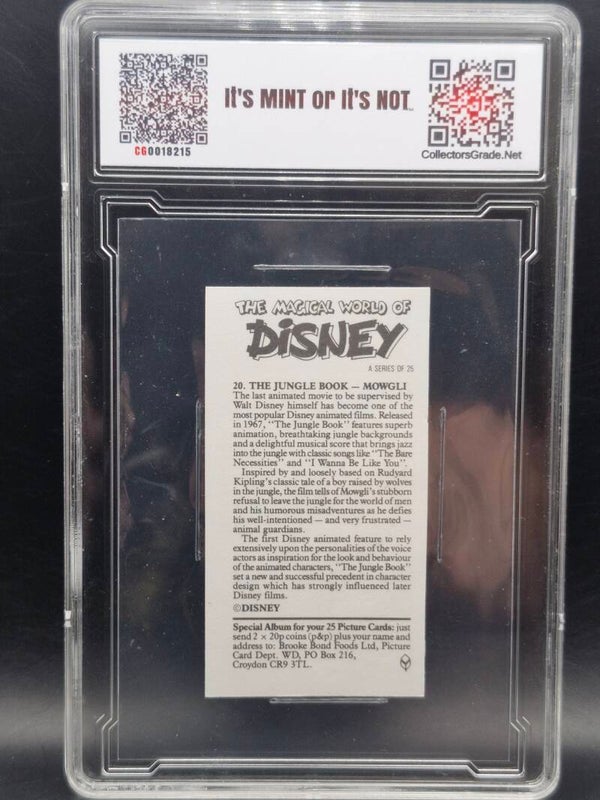 It's MINT or It's NOT
CG0018215
CollectorsGrade.Net
THE MAGICAL WORLD OF
DISNEY
A SERIES OF 25
20. THE JUNGLE BOOK — MOWGLI
The last animated movie to be supervised by
Walt Disney himself has become one of the
most popular Disney animated films. Released
in 1967, "The Jungle Book" features superb
animation, breathtaking jungle backgrounds
and a delightful musical score that brings jazz
into the jungle with classic songs like "The Bare
Necessities" and "I Wanna Be Like You".
Inspired by and loosely based on Rudyard
Kipling's classic tale of a boy raised by wolves
in the jungle, the film tells of Mowgli's stubborn
refusal to leave the jungle for the world of men
and his humorous misadventures as he defies
his well-intentioned — and very frustrated —
animal guardians.
The first Disney animated feature to rely
extensively upon the personalities of the voice
actors as inspiration for the look and behaviour
of the animated characters, "The Jungle Book"
set a new and successful precedent in character
design which has strongly influenced later
Disney films.
©DISNEY
Special Album for your 25 Picture Cards: just
send 2 × 20p coins (p&p) plus your name and
address to: Brooke Bond Foods Ltd, Picture
Card Dept. WD, PO Box 216,
Croydon CR9 3TL.